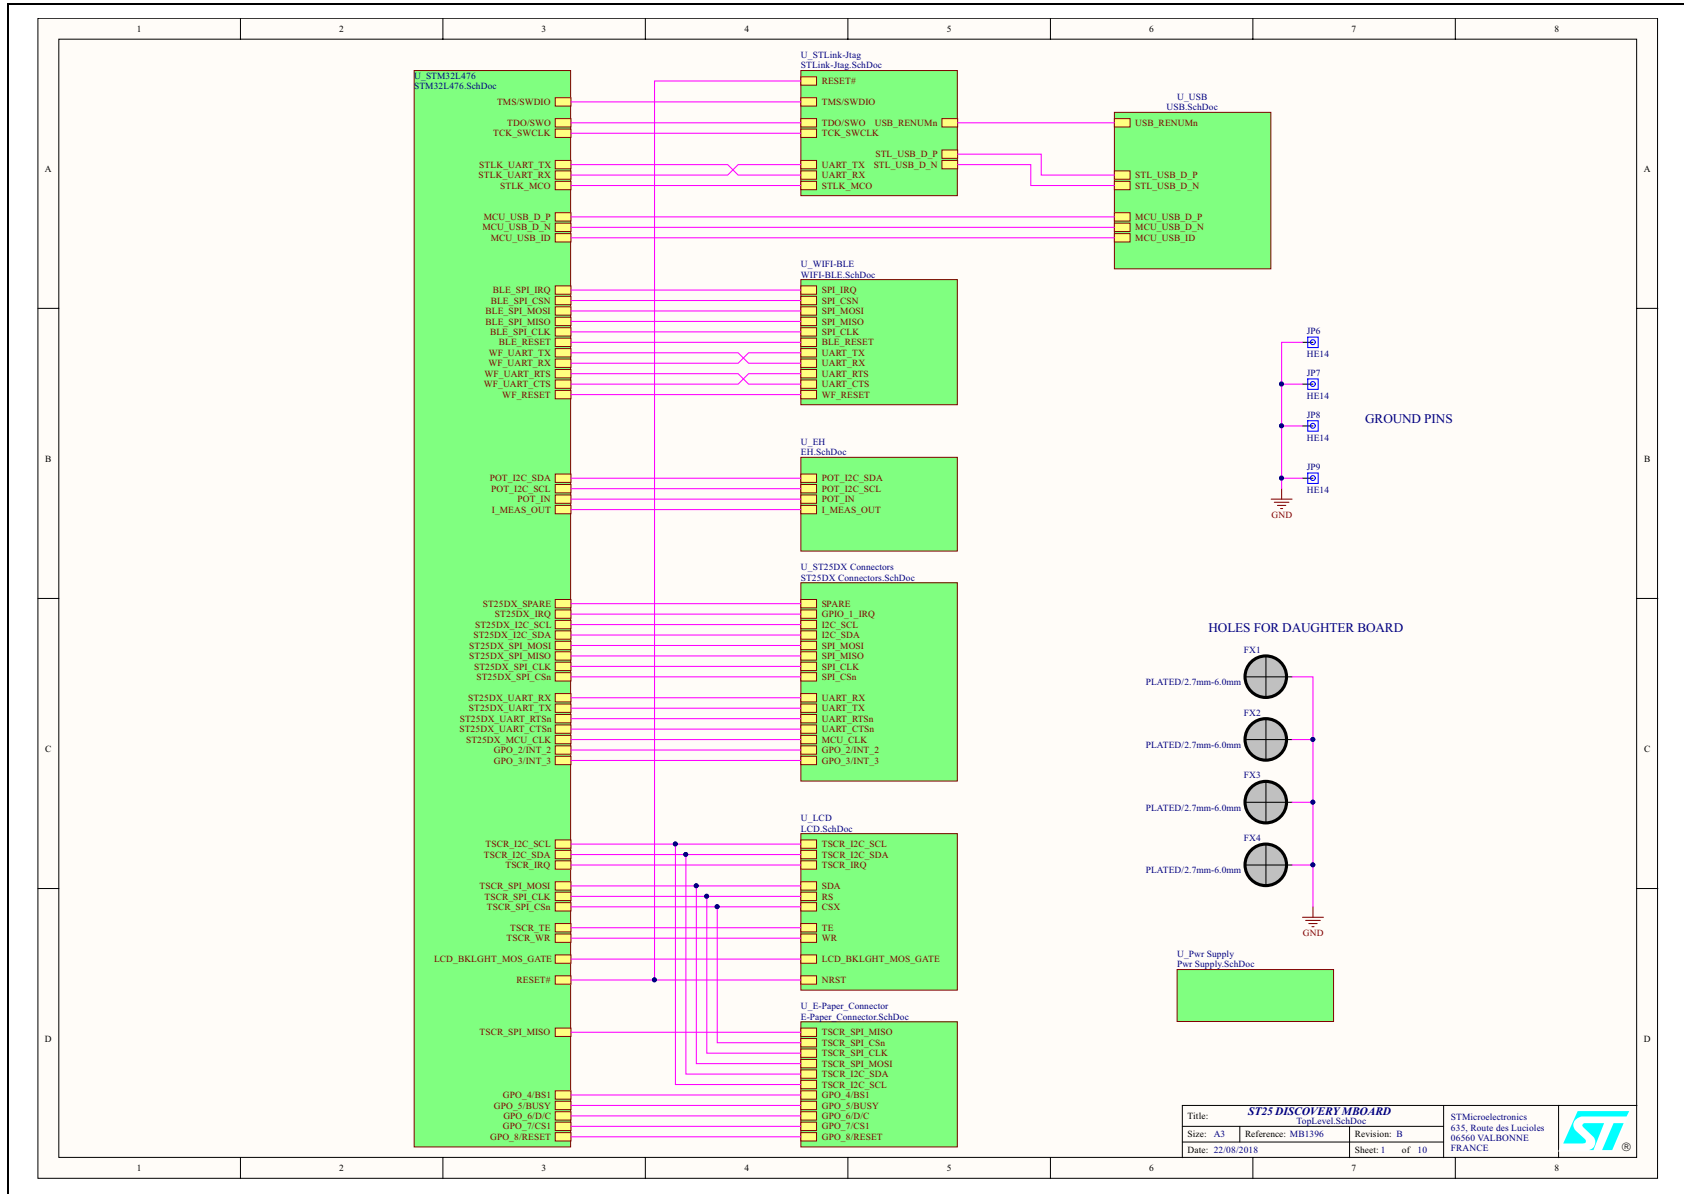 1 2 3 4 5 6 7 8
A
B
C
D
U_STM32L476
STM32L476.SchDoc
TMS/SWDIO
TDO/SWO
TCK_SWCLK
STLK_UART_TX
STLK_UART_RX
STLK_MCO
MCU_USB_D_P
MCU_USB_D_N
MCU_USB_ID
BLE_SPI_IRQ
BLE_SPI_CSN
BLE_SPI_MOSI
BLE_SPI_MISO
BLE_SPI_CLK
BLE_RESET
WF_UART_TX
WF_UART_RX
WF_UART_RTS
WF_UART_CTS
WF_RESET
POT_I2C_SDA
POT_I2C_SCL
POT_IN
I_MEAS_OUT
ST25DX_SPARE
ST25DX_IRQ
ST25DX_I2C_SCL
ST25DX_I2C_SDA
ST25DX_SPI_MOSI
ST25DX_SPI_MISO
ST25DX_SPI_CLK
ST25DX_SPI_CSn
ST25DX_UART_RX
ST25DX_UART_TX
ST25DX_UART_RTSn
ST25DX_UART_CTSn
ST25DX_MCU_CLK
GPO_2/INT_2
GPO_3/INT_3
TSCR_I2C_SCL
TSCR_I2C_SDA
TSCR_IRQ
TSCR_SPI_MOSI
TSCR_SPI_CLK
TSCR_SPI_CSn
TSCR_TE
TSCR_WR
LCD_BKLGHT_MOS_GATE
RESET#
TSCR_SPI_MISO
GPO_4/BS1
GPO_5/BUSY
GPO_6/D/C
GPO_7/CS1
GPO_8/RESET
U_STLink-Jtag
STLink-Jtag.SchDoc
RESET#
TMS/SWDIO
TDO/SWO USB_RENUMn
TCK_SWCLK
STL_USB_D_P
UART_TX STL_USB_D_N
UART_RX
STLK_MCO
U_USB
USB.SchDoc
USB_RENUMn
STL_USB_D_P
STL_USB_D_N
MCU_USB_D_P
MCU_USB_D_N
MCU_USB_ID
U_WIFI-BLE
WIFI-BLE.SchDoc
SPI_IRQ
SPI_CSN
SPI_MOSI
SPI_MISO
SPI_CLK
BLE_RESET
UART_TX
UART_RX
UART_RTS
UART_CTS
WF_RESET
U_EH
EH.SchDoc
POT_I2C_SDA
POT_I2C_SCL
POT_IN
I_MEAS_OUT
U_ST25DX Connectors
ST25DX Connectors.SchDoc
SPARE
GPIO_1_IRQ
I2C_SCL
I2C_SDA
SPI_MOSI
SPI_MISO
SPI_CLK
SPI_CSn
UART_RX
UART_TX
UART_RTSn
UART_CTSn
MCU_CLK
GPO_2/INT_2
GPO_3/INT_3
U_LCD
LCD.SchDoc
TSCR_I2C_SCL
TSCR_I2C_SDA
TSCR_IRQ
SDA
RS
CSX
TE
WR
LCD_BKLGHT_MOS_GATE
NRST
U_E-Paper_Connector
E-Paper_Connector.SchDoc
TSCR_SPI_MISO
TSCR_SPI_CSn
TSCR_SPI_CLK
TSCR_SPI_MOSI
TSCR_I2C_SDA
TSCR_I2C_SCL
GPO_4/BS1
GPO_5/BUSY
GPO_6/D/C
GPO_7/CS1
GPO_8/RESET
JP6
HE14
JP7
HE14
JP8
HE14
JP9
HE14
GND
GROUND PINS
HOLES FOR DAUGHTER BOARD
FX1
PLATED/2.7mm-6.0mm
FX2
PLATED/2.7mm-6.0mm
FX3
PLATED/2.7mm-6.0mm
FX4
PLATED/2.7mm-6.0mm
GND
U_Pwr Supply
Pwr Supply.SchDoc
Title: ST25 DISCOVERY MBOARD
TopLevel.SchDoc
Size: A3 Reference: MB1396 Revision: B
Date: 22/08/2018 Sheet: 1 of 10
STMicroelectronics
635, Route des Lucioles
06560 VALBONNE
FRANCE
ST ®
A
B
C
D
1 2 3 4 5 6 7 8